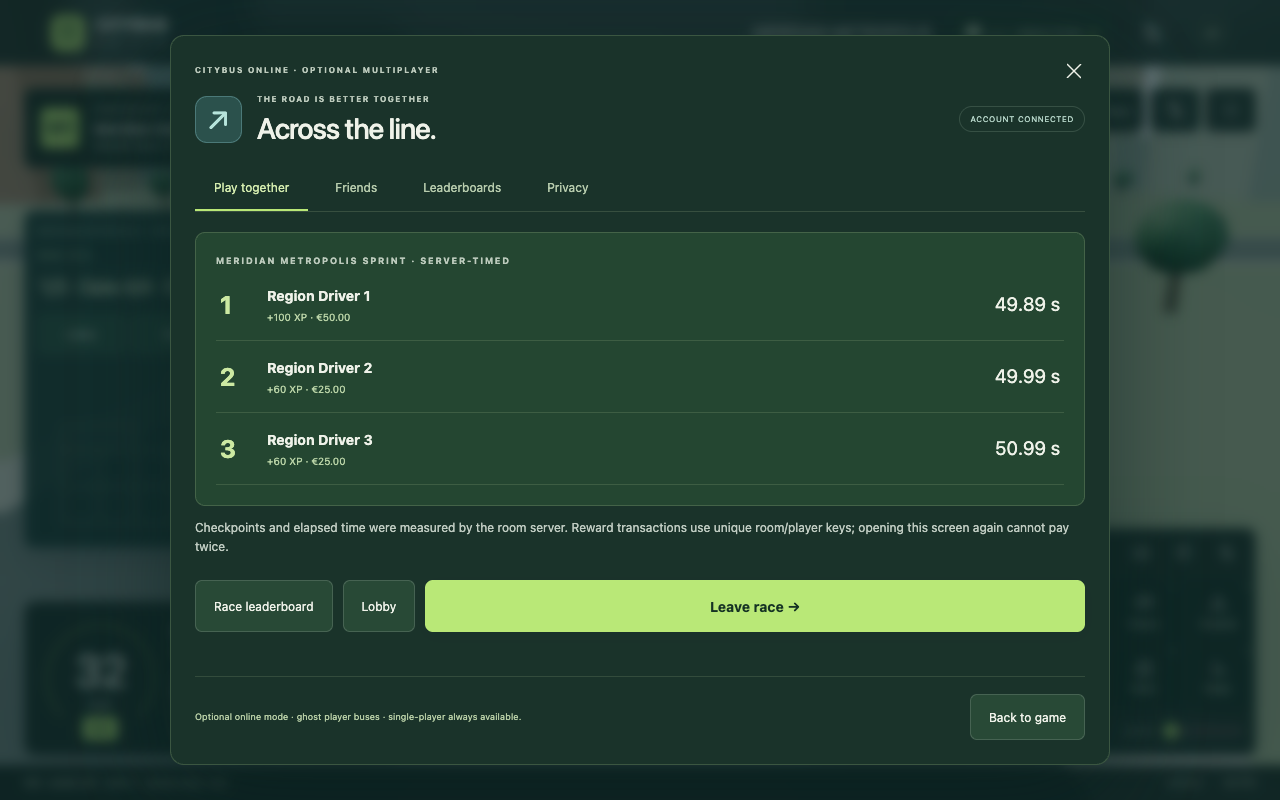 CITYBUS ONLINE · OPTIONAL MULTIPLAYER
THE ROAD IS BETTER TOGETHER
Across the line.
ACCOUNT CONNECTED
Play together
Friends
Leaderboards
Privacy
MERIDIAN METROPOLIS SPRINT · SERVER-TIMED
1
Region Driver 1
+100 XP · €50.00
49.89 s
2
Region Driver 2
+60 XP · €25.00
49.99 s
3
Region Driver 3
+60 XP · €25.00
50.99 s
Checkpoints and elapsed time were measured by the room server. Reward transactions use unique room/player keys; opening this screen again cannot pay
twice.
Race leaderboard
Lobby
Leave race →
Optional online mode · ghost player buses · single-player always available.
Back to game
32